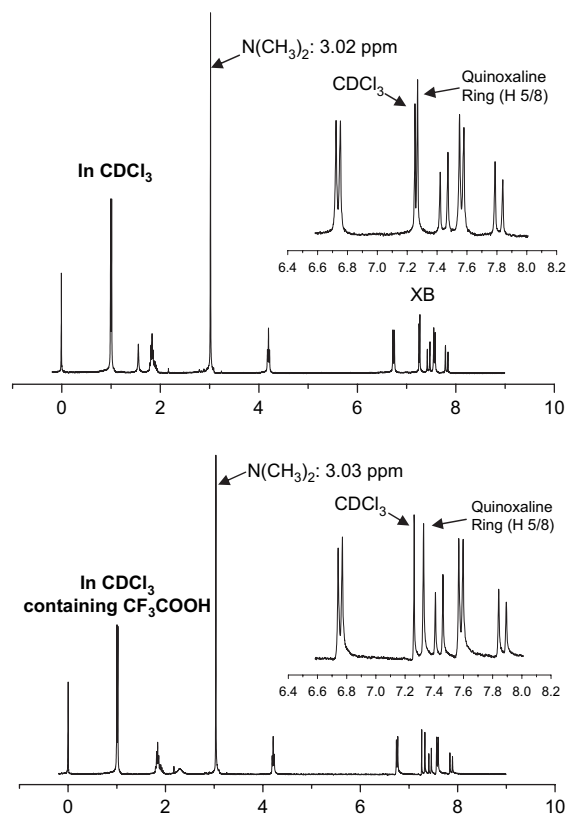 N(CH₃)₂: 3.02 ppm
CDCl₃
Quinoxaline
Ring (H 5/8)
In CDCl₃
6.4 6.6 6.8 7.0 7.2 7.4 7.6 7.8 8.0 8.2
XB
0 2 4 6 8 10
N(CH₃)₂: 3.03 ppm
CDCl₃
Quinoxaline
Ring (H 5/8)
In CDCl₃
containing CF₃COOH
6.4 6.6 6.8 7.0 7.2 7.4 7.6 7.8 8.0 8.2
0 2 4 6 8 10